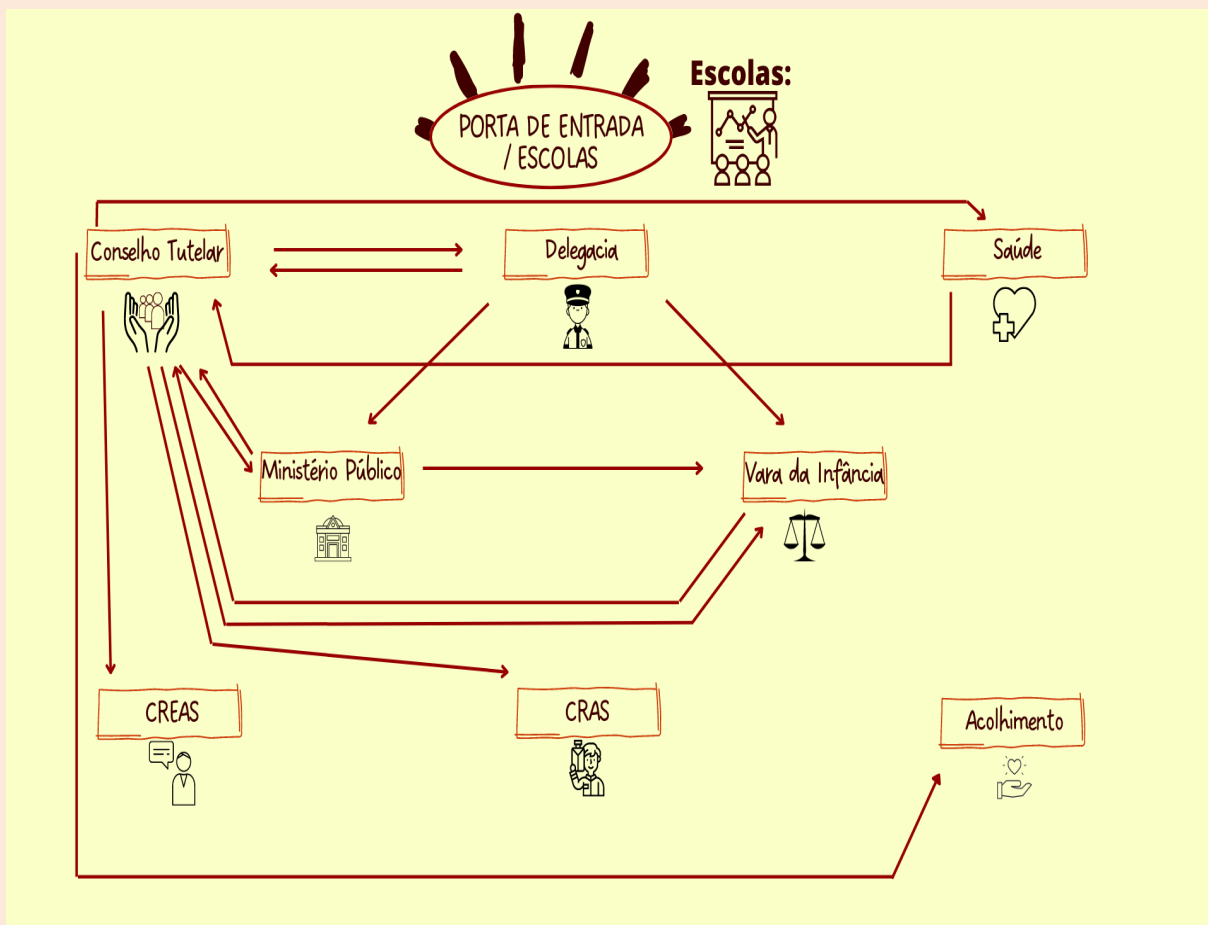 Escolas:
PORTA DE ENTRADA
/ ESCOLAS
Conselho Tutelar
Delegacia
Saúde
Ministério Público
Vara da Infância
CREAS
CRAS
Acolhimento